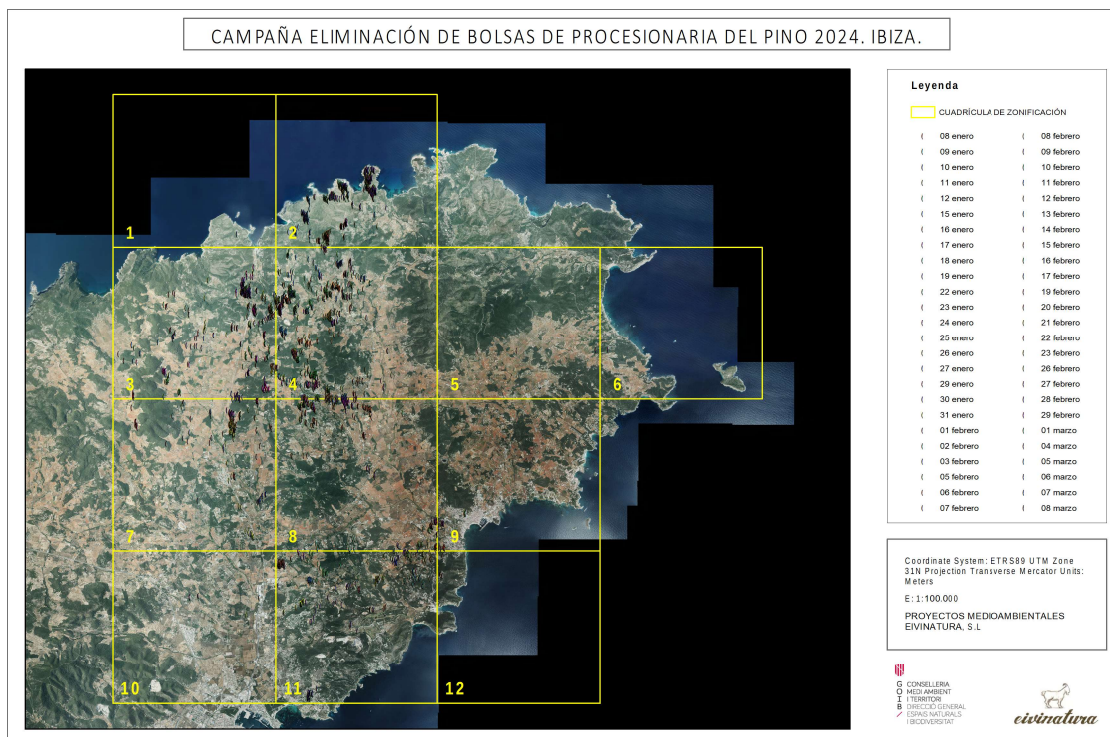 CAMPAÑA ELIMINACIÓN DE BOLSAS DE PROCESIONARIA DEL PINO 2024. IBIZA.
1
2
3
4
5
6
7
8
9
10
11
12
Leyenda
CUADRÍCULA DE ZONIFICACIÓN
08 enero
09 enero
10 enero
11 enero
12 enero
15 enero
16 enero
17 enero
18 enero
19 enero
22 enero
23 enero
24 enero
25 enero
26 enero
27 enero
29 enero
30 enero
31 enero
01 febrero
02 febrero
03 febrero
05 febrero
06 febrero
07 febrero
08 febrero
09 febrero
10 febrero
11 febrero
12 febrero
13 febrero
14 febrero
15 febrero
16 febrero
17 febrero
19 febrero
20 febrero
21 febrero
22 febrero
23 febrero
26 febrero
27 febrero
28 febrero
29 febrero
01 marzo
04 marzo
05 marzo
06 marzo
07 marzo
08 marzo
Coordinate System: ETRS89 UTM Zone
31N Projection Transverse Mercator Units:
Meters
E: 1:100.000
PROYECTOS MEDIOAMBIENTALES
EIVINATURA, S.L
G CONSELLERIA
O MEDI AMBIENT
I I TERRITORI
B DIRECCIÓ GENERAL
/ ESPAIS NATURALS
I BIODIVERSITAT
eivinatura